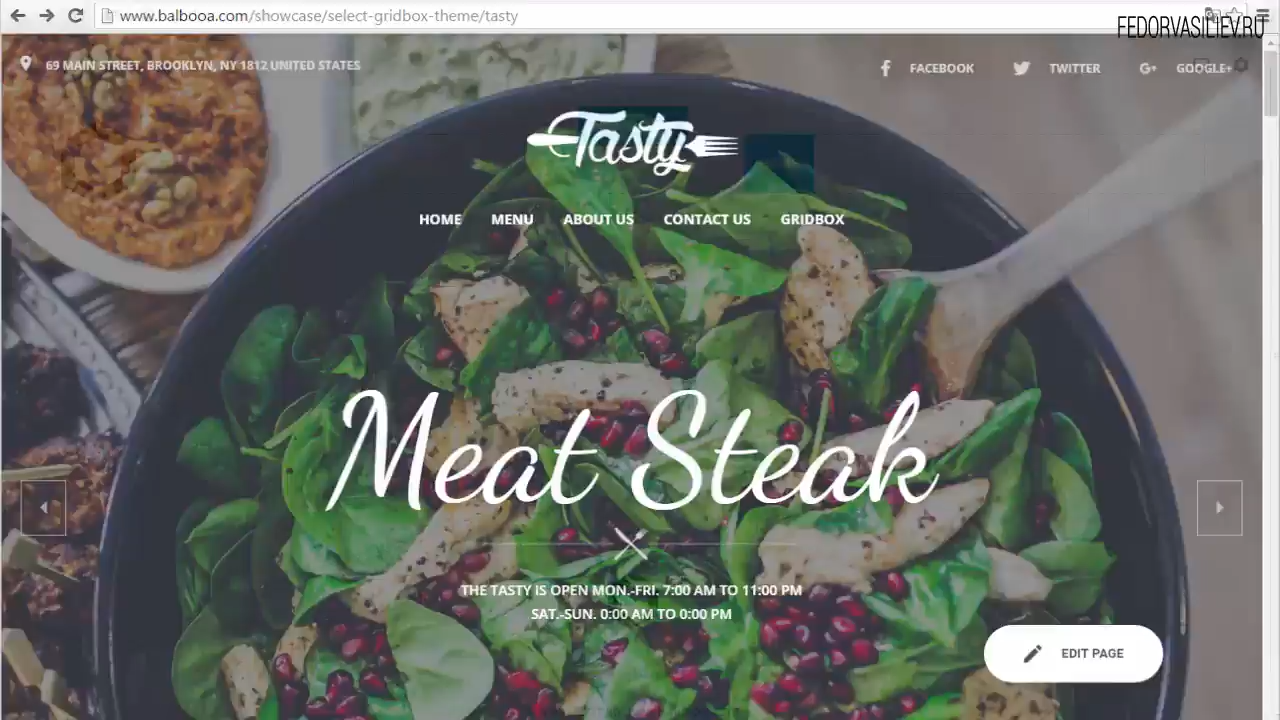 www.balbooa.com/showcase/select-gridbox-theme/tasty
FEDORVASILIEV.RU
69 MAIN STREET, BROOKLYN, NY 1812 UNITED STATES
FACEBOOK
TWITTER
GOOGLE+
Tasty
HOME MENU ABOUT US CONTACT US GRIDBOX
Meat Steak
THE TASTY IS OPEN MON.-FRI. 7:00 AM TO 11:00 PM
SAT.-SUN. 0:00 AM TO 0:00 PM
EDIT PAGE